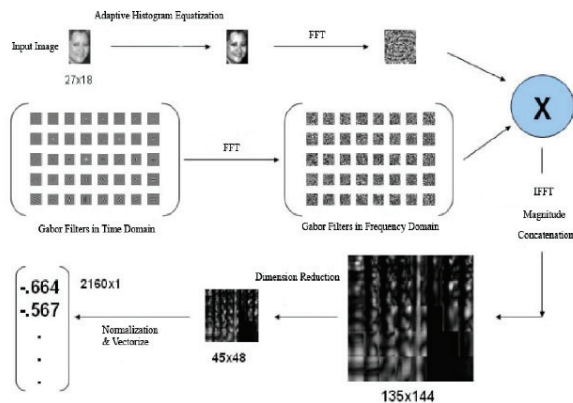 Adaptive Histogram Equatization
Input Image
FFT
27x18
X
FFT
Gabor Filters in Time Domain
Gabor Filters in Frequency Domain
IFFT
Magnitude
Concatenation
-.664
-.567
.
.
.
2160x1
Normalization
& Vectorize
Dimension Reduction
45x48
135x144